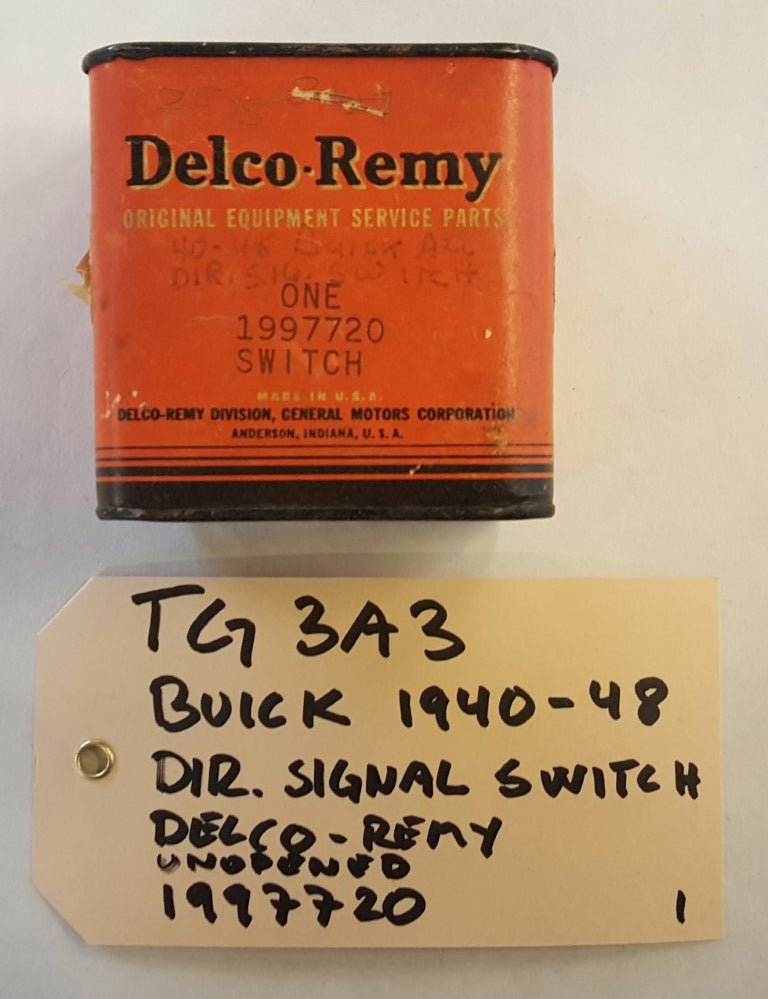 Delco-Remy
ORIGINAL EQUIPMENT SERVICE PARTS
40-48 BUICK ALL
DIR. SIG. SWITCH
ONE
1997720
SWITCH
MADE IN U.S.A.
DELCO-REMY DIVISION, GENERAL MOTORS CORPORATION
ANDERSON, INDIANA, U.S.A.
TG 3A3
BUICK 1940-48
DIR. SIGNAL SWITCH
DELCO-REMY
UNOPENED
1997720 1